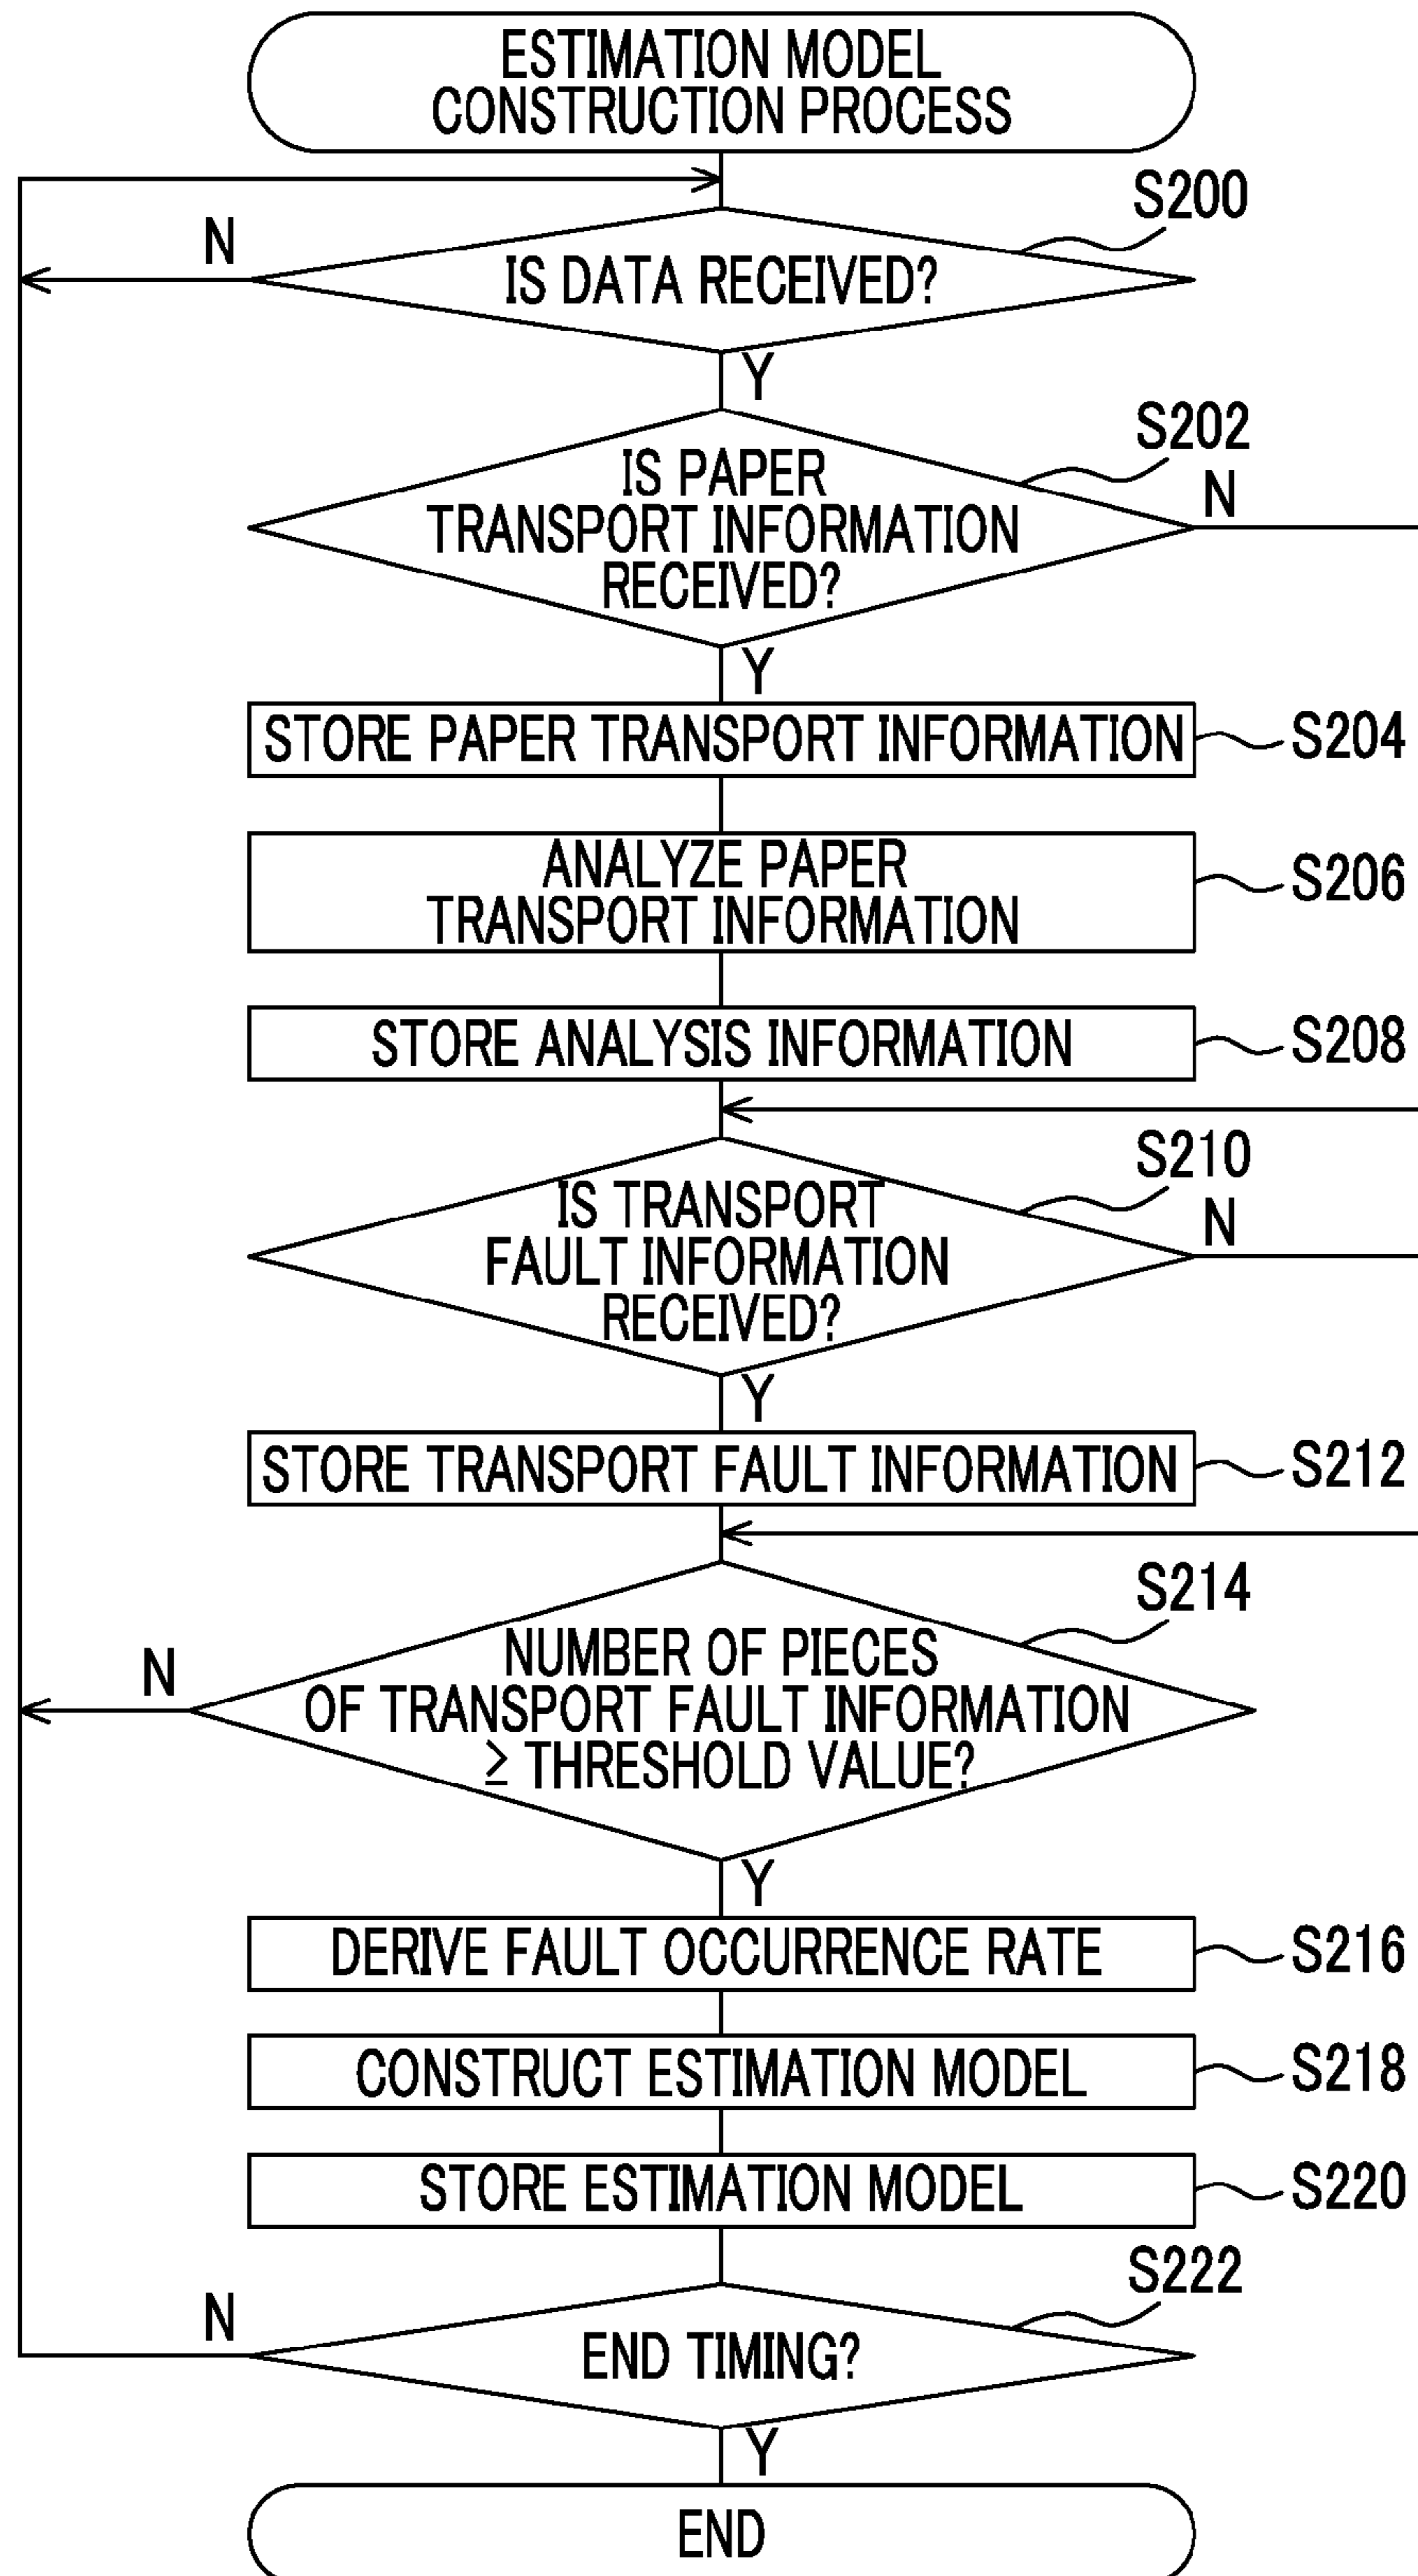 ESTIMATION MODEL
CONSTRUCTION PROCESS
S200
N
IS DATA RECEIVED?
Y
S202
IS PAPER
TRANSPORT INFORMATION
RECEIVED?
N
Y
STORE PAPER TRANSPORT INFORMATION
S204
ANALYZE PAPER
TRANSPORT INFORMATION
S206
STORE ANALYSIS INFORMATION
S208
S210
IS TRANSPORT
FAULT INFORMATION
RECEIVED?
N
Y
STORE TRANSPORT FAULT INFORMATION
S212
S214
NUMBER OF PIECES
OF TRANSPORT FAULT INFORMATION
≥ THRESHOLD VALUE?
N
Y
DERIVE FAULT OCCURRENCE RATE
S216
CONSTRUCT ESTIMATION MODEL
S218
STORE ESTIMATION MODEL
S220
S222
N
END TIMING?
Y
END